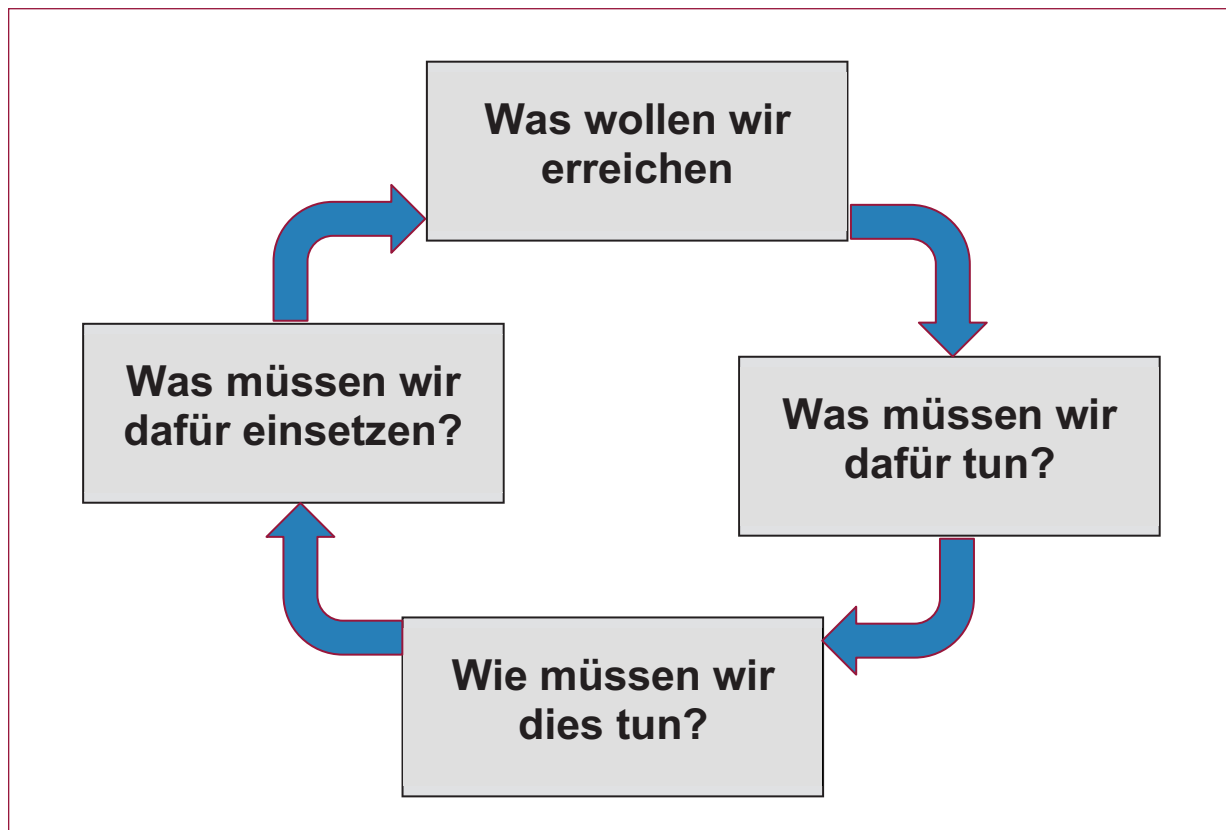 Was wollen wir
erreichen
Was müssen wir
dafür tun?
Wie müssen wir
dies tun?
Was müssen wir
dafür einsetzen?